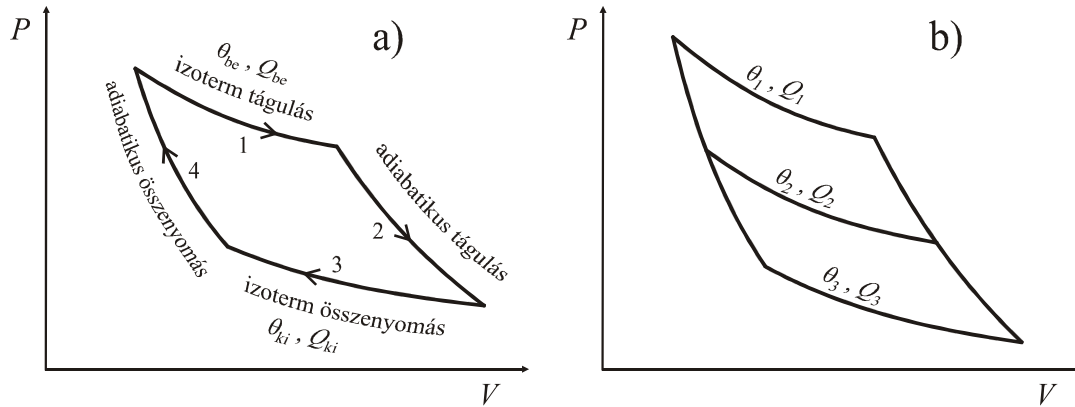 P
a)
θbe , Qbe
izoterm tágulás
1
adiabatikus összenyomás
4
adiabatikus tágulás
2
3
izoterm összenyomás
θki , Qki
V
P
b)
θ1 , Q1
θ2 , Q2
θ3 , Q3
V